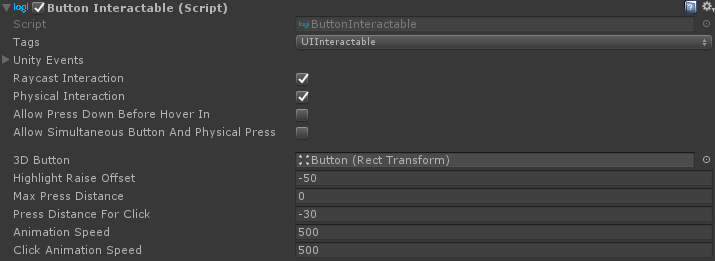 logi Button Interactable (Script)
Script logi ButtonInteractable
Tags UIInteractable
Unity Events
Raycast Interaction
Physical Interaction
Allow Press Down Before Hover In
Allow Simultaneous Button And Physical Press
3D Button Button (Rect Transform)
Highlight Raise Offset -50
Max Press Distance 0
Press Distance For Click -30
Animation Speed 500
Click Animation Speed 500